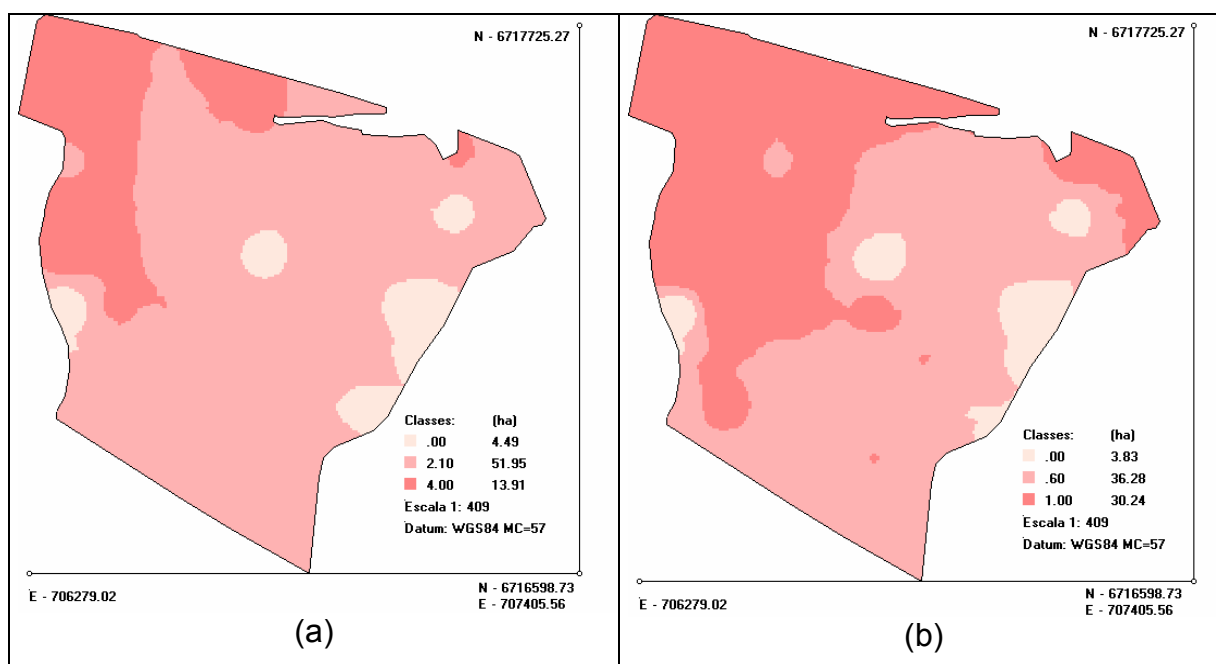 N - 6717725.27
Classes: (ha)
.00 4.49
2.10 51.95
4.00 13.91
Escala 1: 409
Datum: WGS84 MC=57
E - 706279.02
N - 6716598.73
E - 707405.56
(a)
N - 6717725.27
Classes: (ha)
.00 3.83
.60 36.28
1.00 30.24
Escala 1: 409
Datum: WGS84 MC=57
E - 706279.02
N - 6716598.73
E - 707405.56
(b)